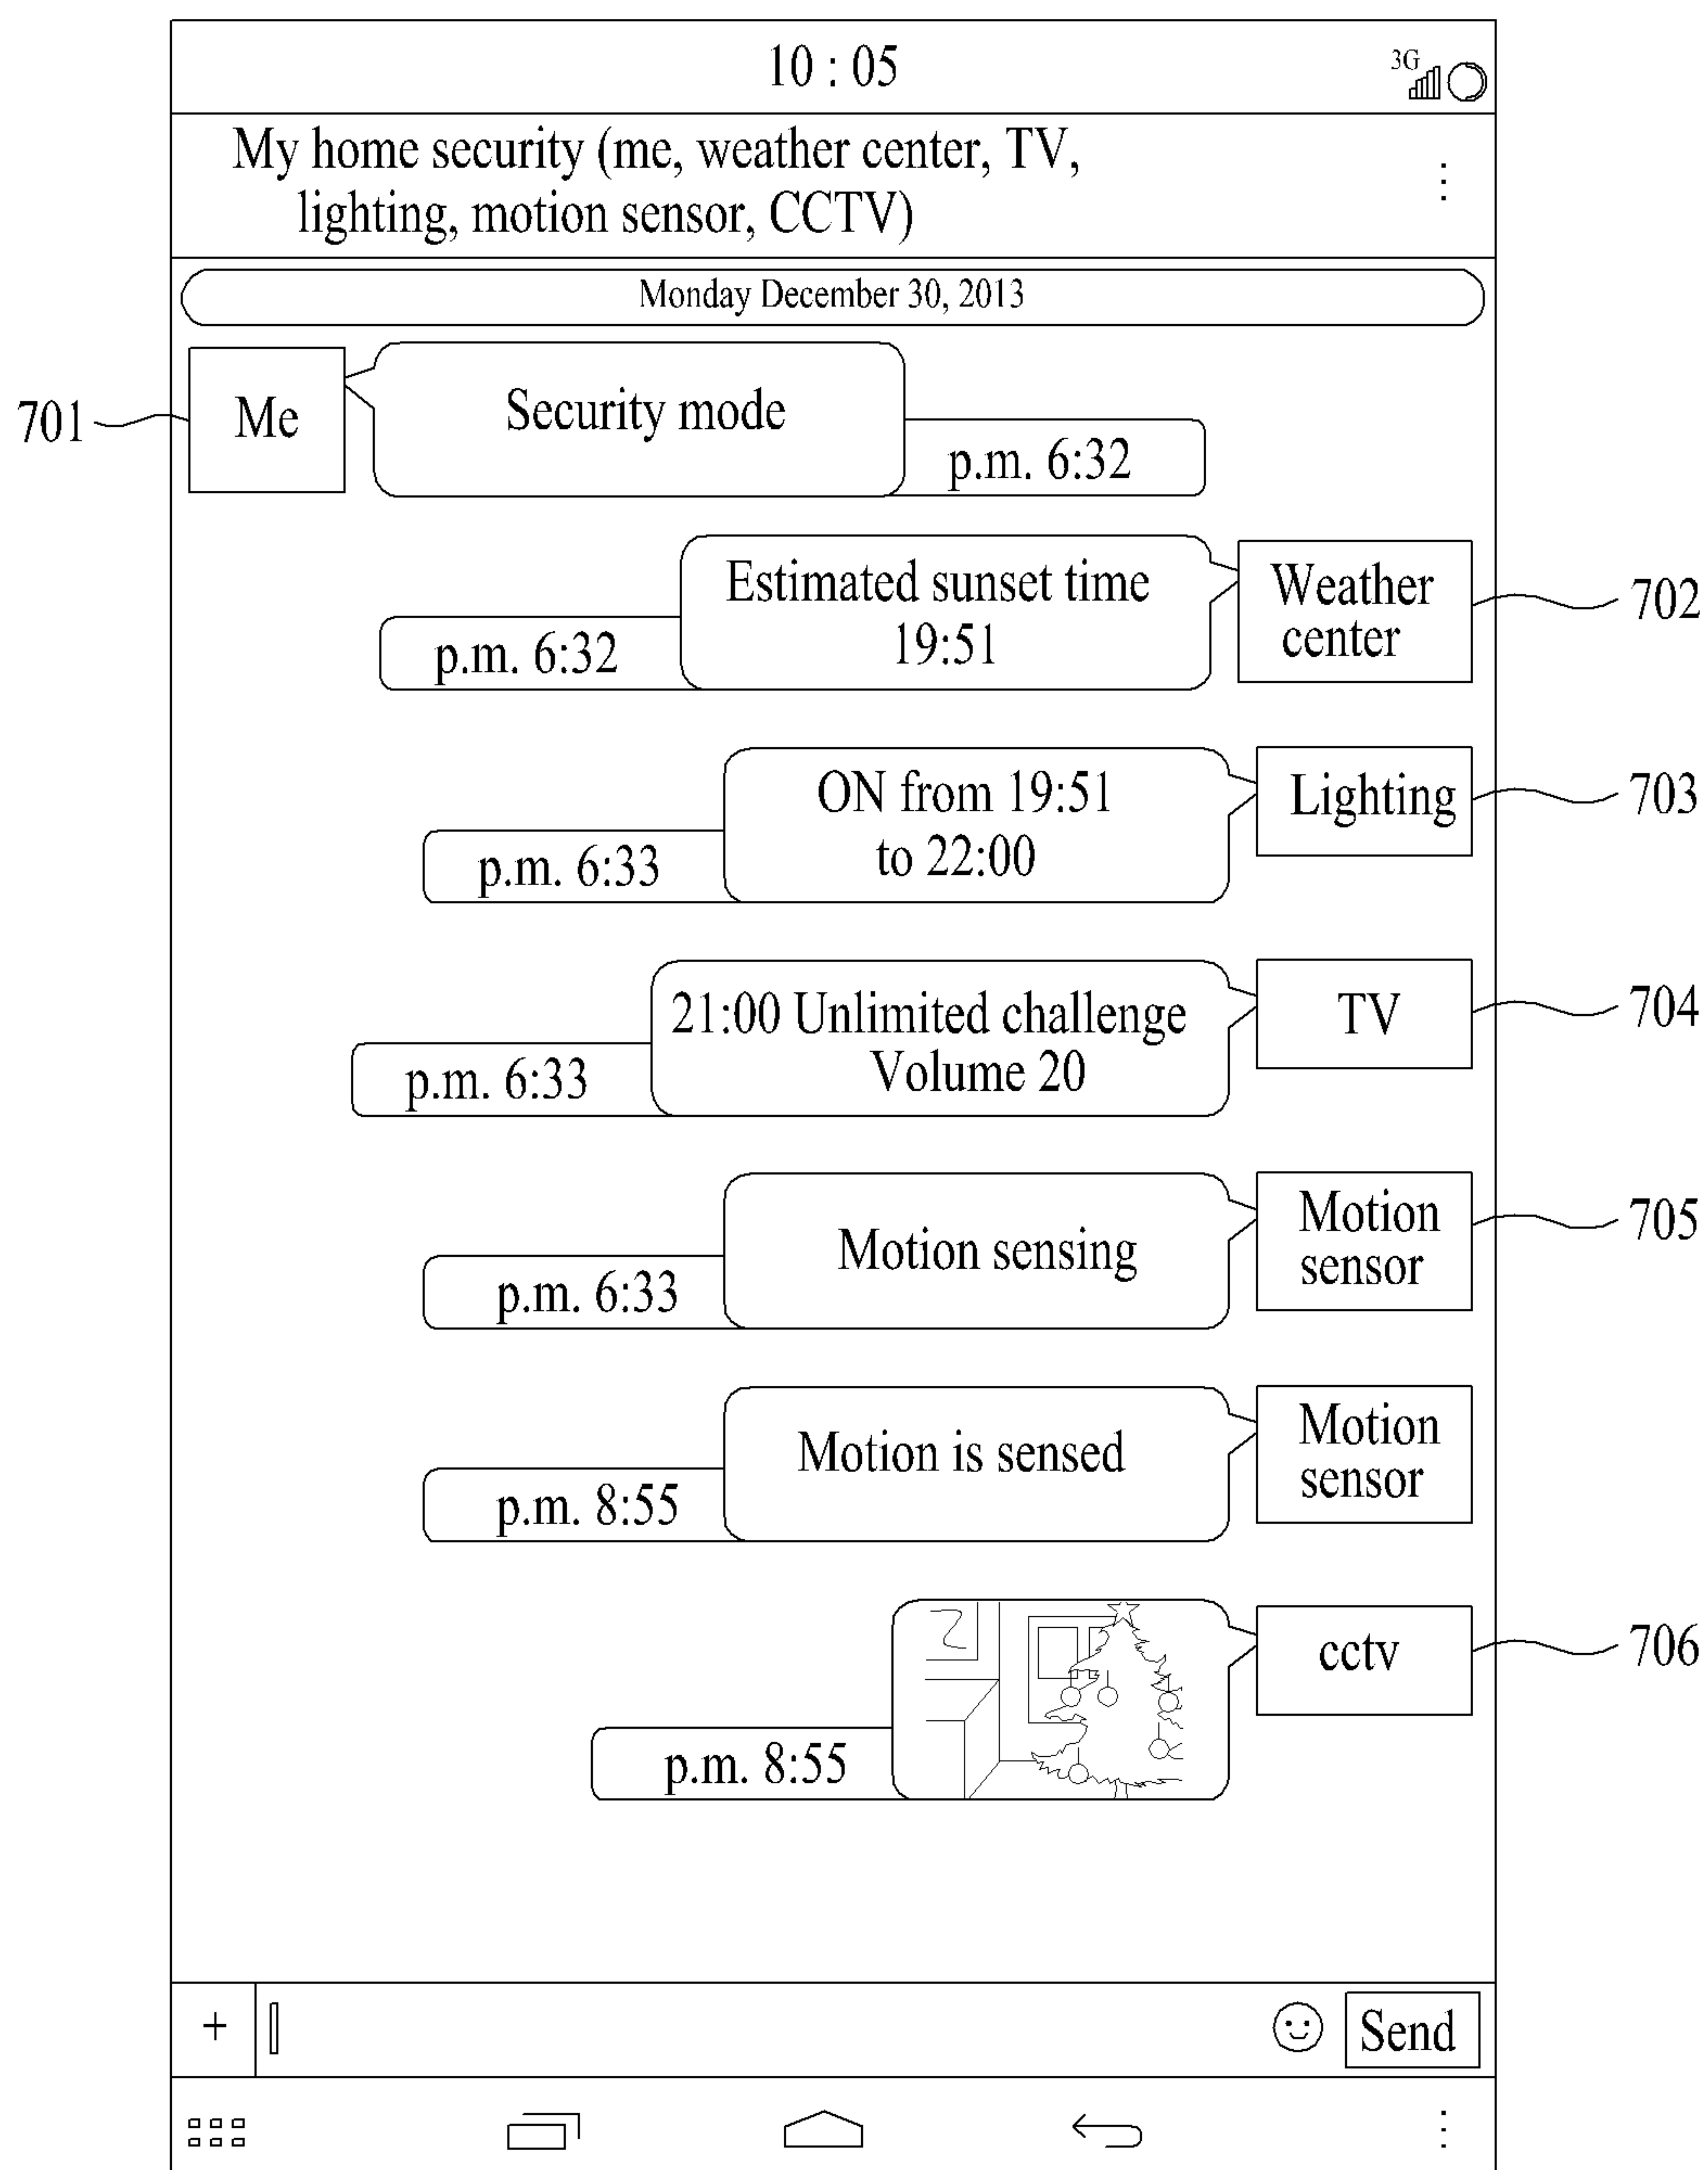 10 : 05
3G
My home security (me, weather center, TV,
lighting, motion sensor, CCTV)
Monday December 30, 2013
701
Me
Security mode
p.m. 6:32
Estimated sunset time
19:51
p.m. 6:32
Weather
center
702
ON from 19:51
to 22:00
p.m. 6:33
Lighting
703
21:00 Unlimited challenge
Volume 20
p.m. 6:33
TV
704
Motion sensing
p.m. 6:33
Motion
sensor
705
Motion is sensed
p.m. 8:55
Motion
sensor
cctv
706
p.m. 8:55
+
Send